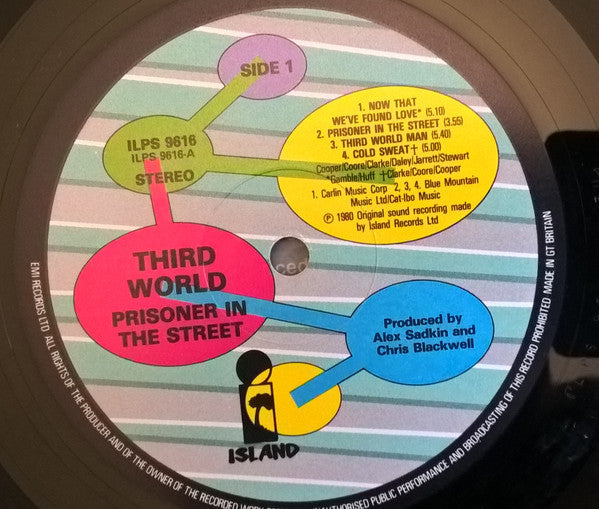 SIDE 1
ILPS 9616
ILPS 9616-A
STEREO
1. NOW THAT
WE'VE FOUND LOVE* (5.10)
2. PRISONER IN THE STREET (3.55)
3. THIRD WORLD MAN (5.40)
4. COLD SWEAT† (5.00)
Cooper/Coore/Clarke/Daley/Jarrett/Stewart
*Gamble/Huff †Clarke/Coore/Cooper
1. Carlin Music Corp 2, 3, 4. Blue Mountain
Music Ltd/Cat-Ibo Music
Ⓟ 1980 Original sound recording made
by Island Records Ltd
THIRD
WORLD
PRISONER IN
THE STREET
Produced by
Alex Sadkin and
Chris Blackwell
ISLAND
EMI RECORDS LTD ALL RIGHTS OF THE PRODUCER AND OF THE OWNER OF THE RECORDED WORK PUBLIC PERFORMANCE AND BROADCASTING OF THIS RECORD PROHIBITED MADE IN GT BRITAIN